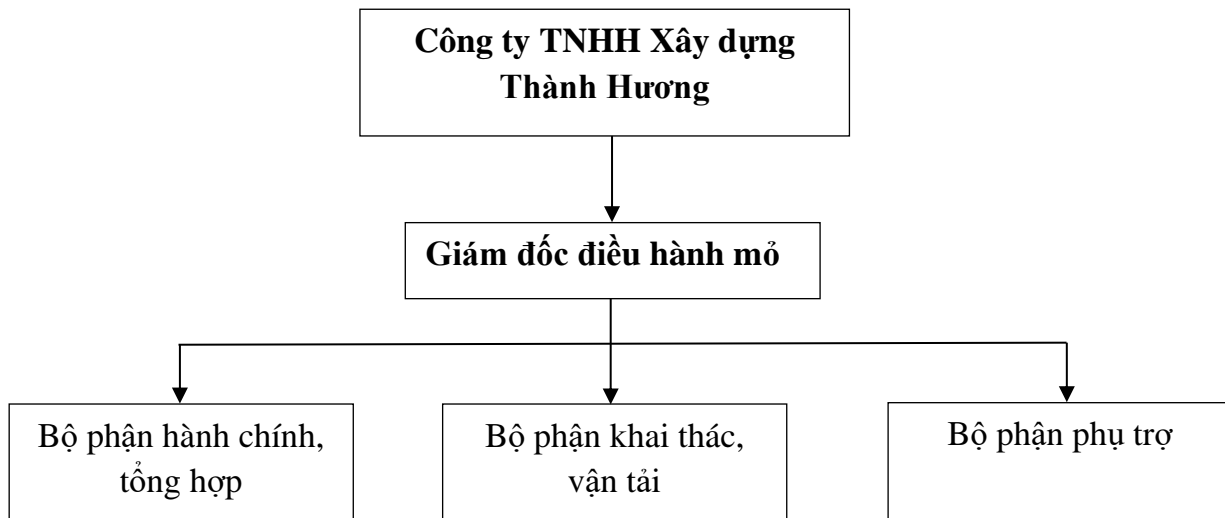 Công ty TNHH Xây dựng
Thành Hương
Giám đốc điều hành mỏ
Bộ phận hành chính,
tổng hợp
Bộ phận khai thác,
vận tải
Bộ phận phụ trợ